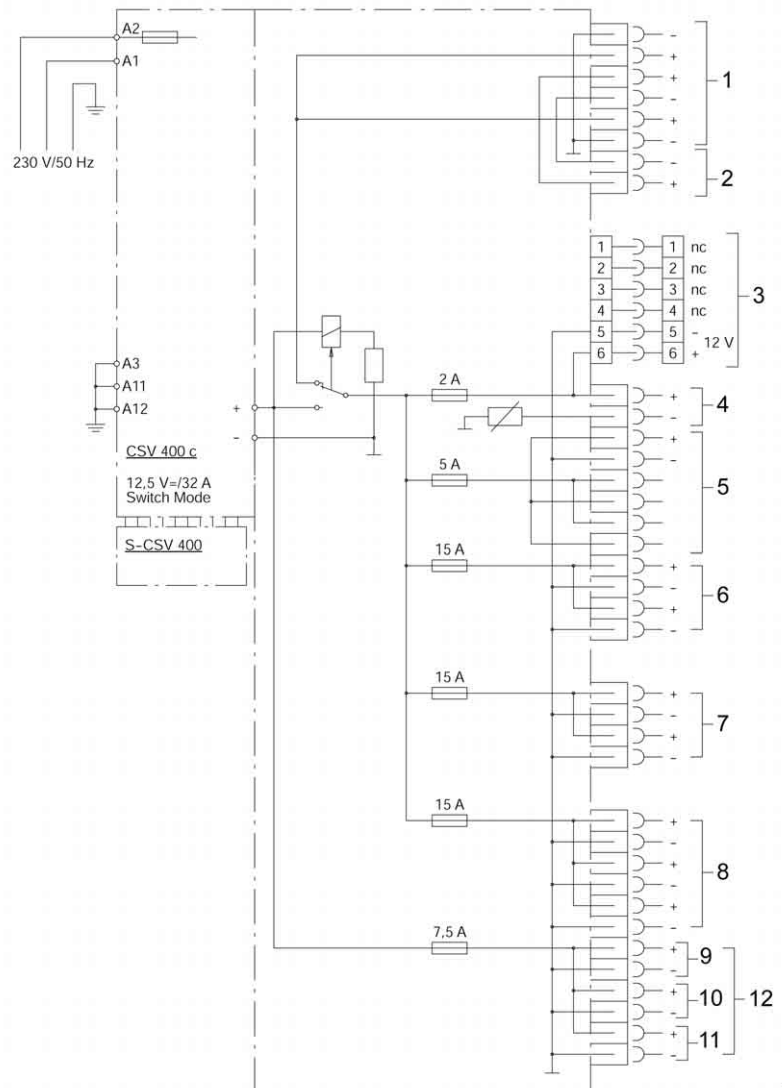 A2
A1
230 V/50 Hz
A3
A11
A12
+
-
CSV 400 c
12,5 V=/32 A
Switch Mode
S-CSV 400
-
+
+
-
+
-
1
-
+
2
1 1 nc
2 2 nc
3 3 nc
4 4 nc
5 5 -
12 V
6 6 +
3
2 A
+
-
4
+
-
5
5 A
15 A
+
-
+
-
6
15 A
+
-
+
-
7
15 A
+
-
+
-
+
-
8
7,5 A
+
-
9
+
-
10
+
-
11
12